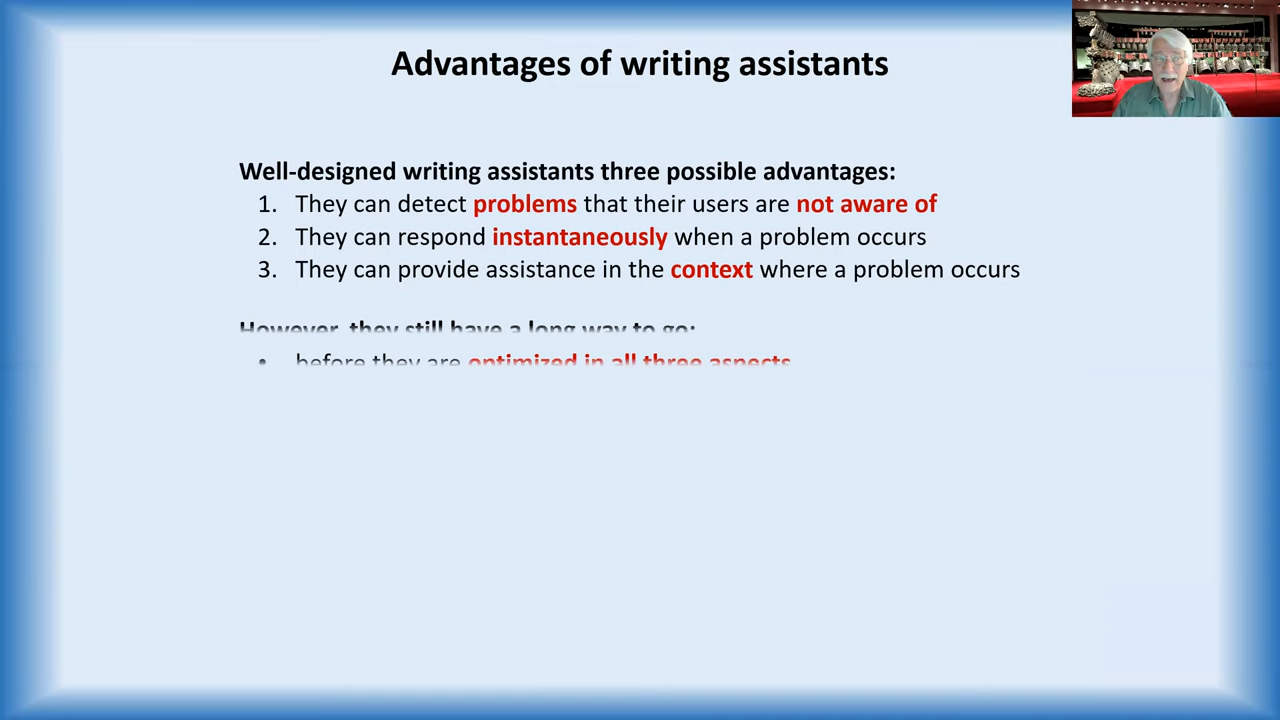 Advantages of writing assistants
Well-designed writing assistants three possible advantages:
1. They can detect problems that their users are not aware of
2. They can respond instantaneously when a problem occurs
3. They can provide assistance in the context where a problem occurs
However, they still have a long way to go:
• before they are optimized in all three aspects